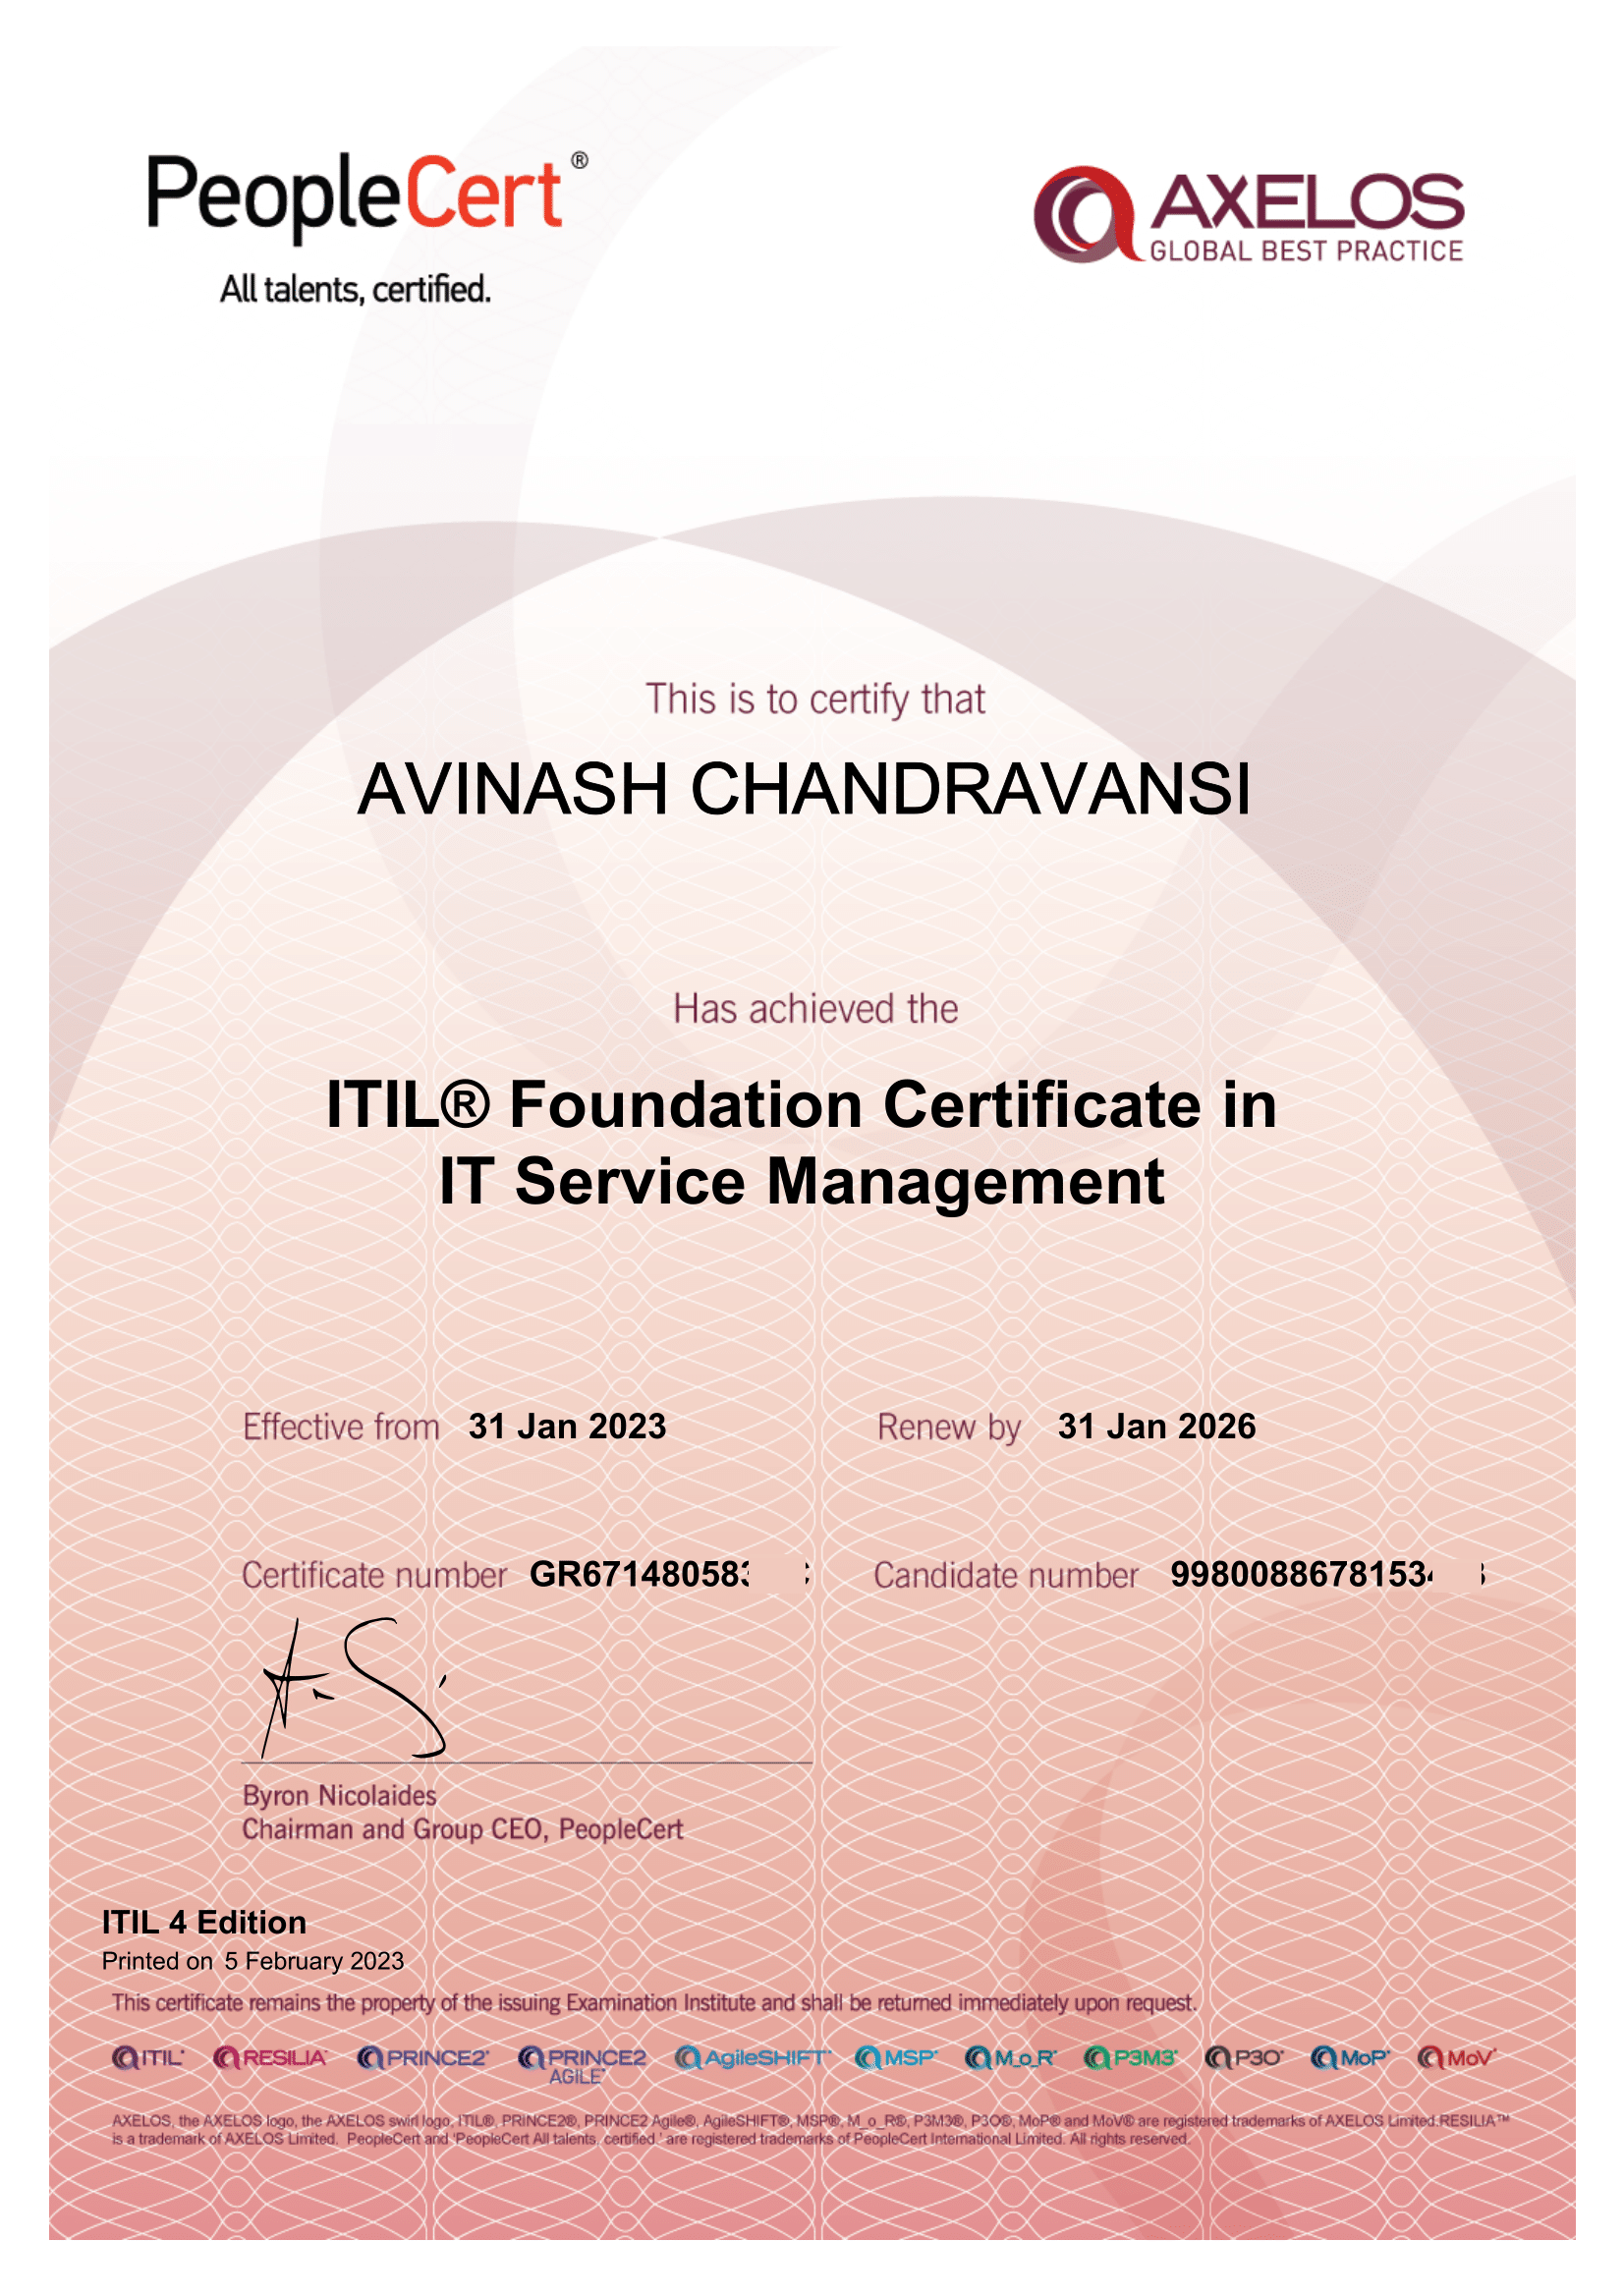 PeopleCert®
All talents, certified.
AXELOS
GLOBAL BEST PRACTICE
This is to certify that
AVINASH CHANDRAVANSI
Has achieved the
ITIL® Foundation Certificate in
IT Service Management
Effective from 31 Jan 2023
Renew by 31 Jan 2026
Certificate number GR67148058
Candidate number 9980088678153
Byron Nicolaides
Chairman and Group CEO, PeopleCert
ITIL 4 Edition
Printed on 5 February 2023
This certificate remains the property of the issuing Examination Institute and shall be returned immediately upon request.
ITIL® RESILIA™ PRINCE2® PRINCE2 AGILE® AgileSHIFT® MSP® M_o_R® P3M3® P3O® MoP® MoV®
AXELOS, the AXELOS logo, the AXELOS swirl logo, ITIL®, PRINCE2®, PRINCE2 Agile®, AgileSHIFT®, MSP®, M_o_R®, P3M3®, P3O®, MoP® and MoV® are registered trademarks of AXELOS Limited.RESILIA™
is a trademark of AXELOS Limited. PeopleCert and 'PeopleCert All talents, certified.' are registered trademarks of PeopleCert International Limited. All rights reserved.